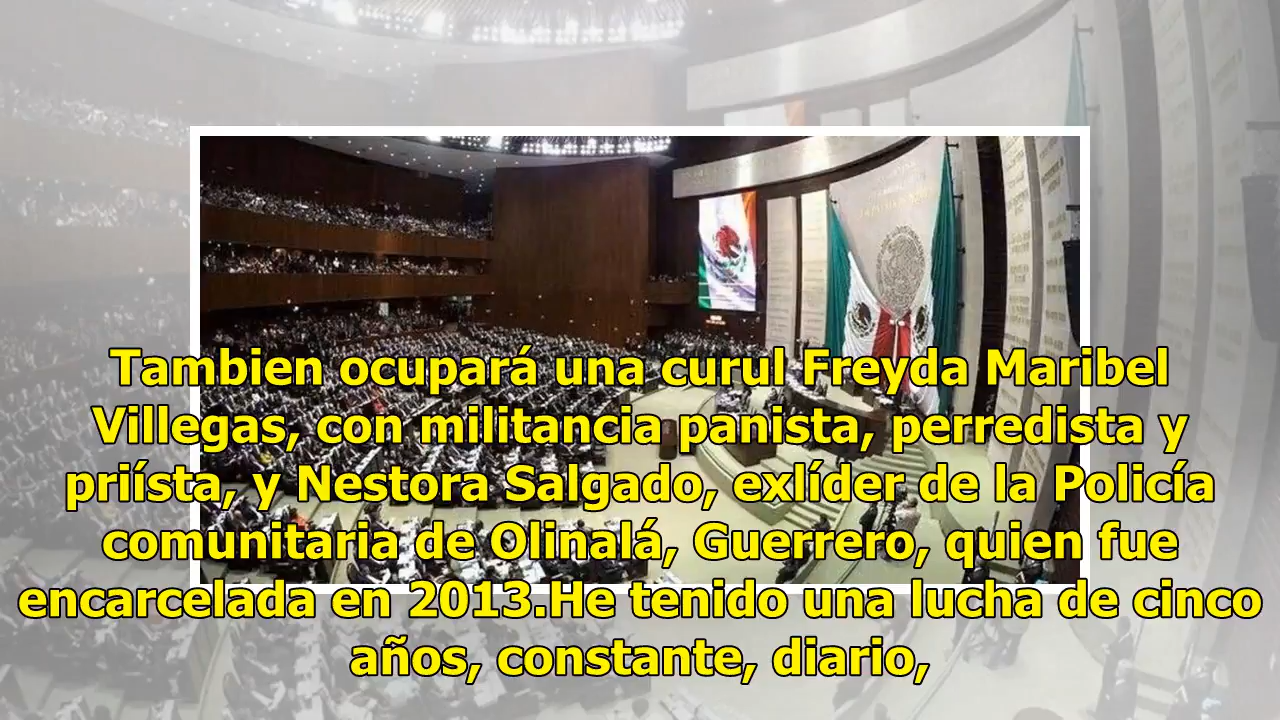 Tambien ocupará una curul Freyda Maribel
Villegas, con militancia panista, perredista y
priísta, y Nestora Salgado, exlíder de la Policía
comunitaria de Olinalá, Guerrero, quien fue
encarcelada en 2013.He tenido una lucha de cinco
años, constante, diario,